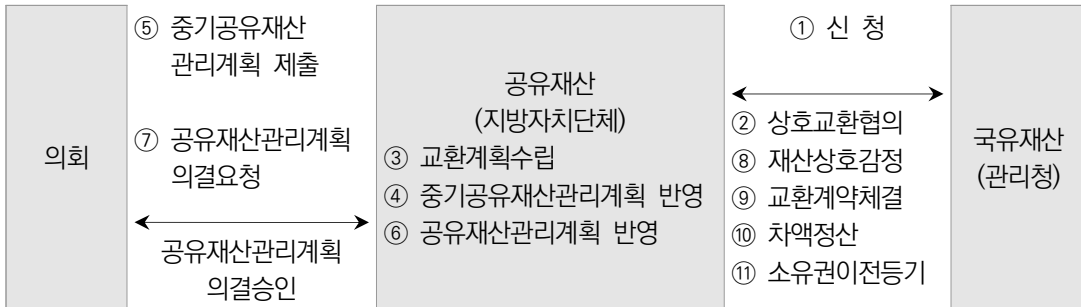 의회
⑤ 중기공유재산
관리계획 제출
⑦ 공유재산관리계획
의결요청
공유재산관리계획
의결승인
공유재산
(지방자치단체)
③ 교환계획수립
④ 중기공유재산관리계획 반영
⑥ 공유재산관리계획 반영
① 신 청
② 상호교환협의
⑧ 재산상호감정
⑨ 교환계약체결
⑩ 차액정산
⑪ 소유권이전등기
국유재산
(관리청)